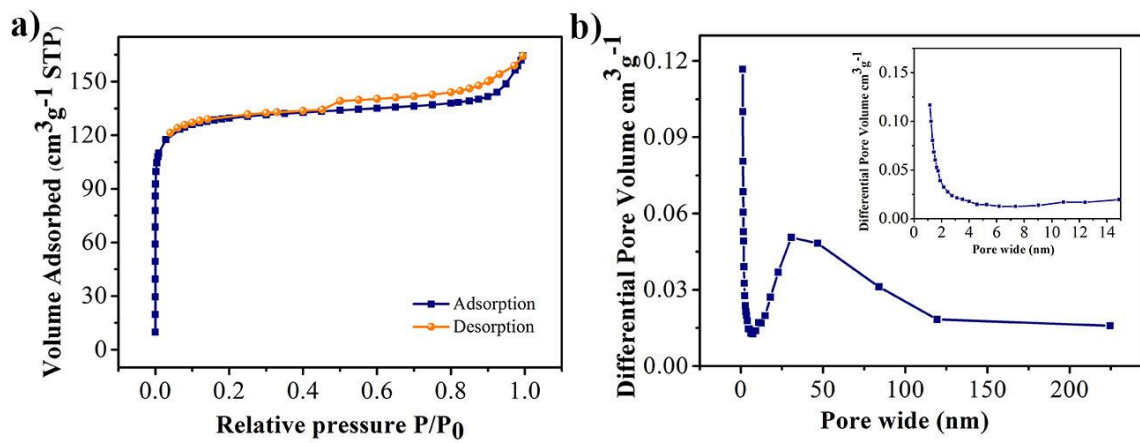 a)
Volume Adsorbed (cm³g⁻¹ STP)
150
120
90
60
30
0
Adsorption
Desorption
0.0 0.2 0.4 0.6 0.8 1.0
Relative pressure P/P₀
b)
Differential Pore Volume cm³g⁻¹
0.12
0.09
0.06
0.03
0.00
0 50 100 150 200
Pore wide (nm)
Differential Pore Volume cm³g⁻¹
0.15
0.10
0.05
0.00
0 2 4 6 8 10 12 14
Pore wide (nm)